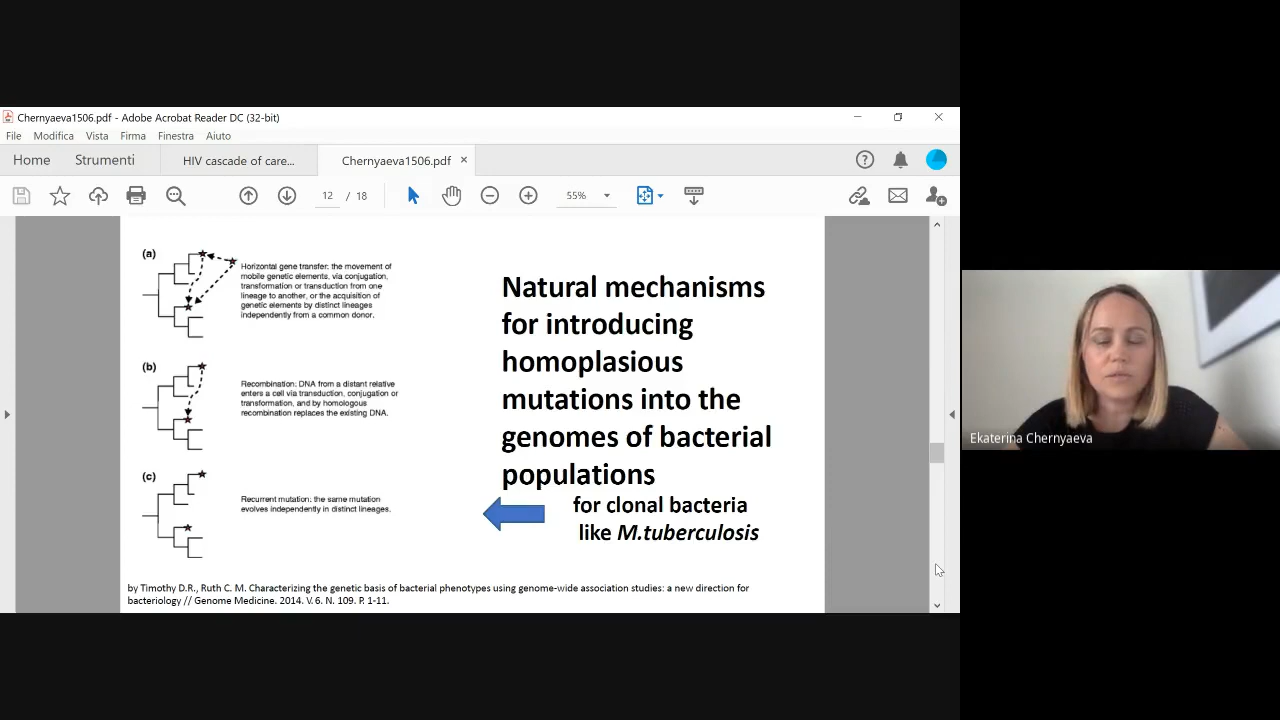 Chernyaeva1506.pdf - Adobe Acrobat Reader DC (32-bit)
File Modifica Vista Firma Finestra Aiuto
Home Strumenti HIV cascade of care... Chernyaeva1506.pdf ×
12 / 18 55%
(a)
Horizontal gene transfer: the movement of
mobile genetic elements, via conjugation,
transformation or transduction from one
lineage to another, or the acquisition of
genetic elements by distinct lineages
independently from a common donor.
(b)
Recombination: DNA from a distant relative
enters a cell via transduction, conjugation or
transformation, and by homologous
recombination replaces the existing DNA.
(c)
Recurrent mutation: the same mutation
evolves independently in distinct lineages.
Natural mechanisms
for introducing
homoplasious
mutations into the
genomes of bacterial
populations
for clonal bacteria
like M.tuberculosis
by Timothy D.R., Ruth C. M. Characterizing the genetic basis of bacterial phenotypes using genome-wide association studies: a new direction for
bacteriology // Genome Medicine. 2014. V. 6. N. 109. P. 1-11.
Ekaterina Chernyaeva